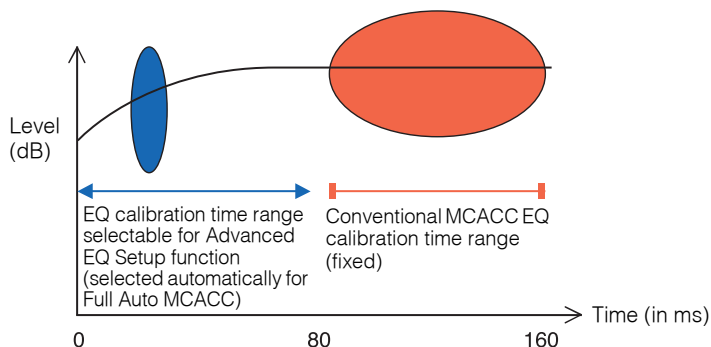 Level
(dB)
EQ calibration time range
selectable for Advanced
EQ Setup function
(selected automatically for
Full Auto MCACC)
Conventional MCACC EQ
calibration time range
(fixed)
Time (in ms)
0
80
160